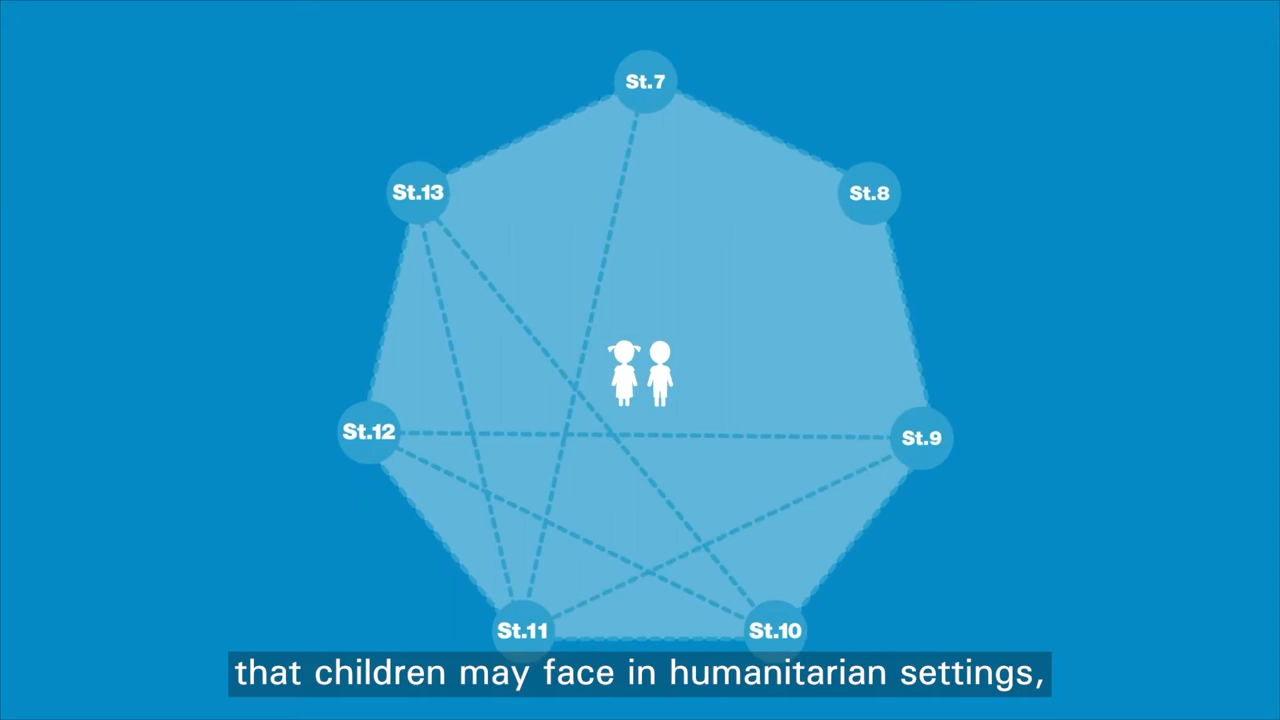 St.7
St.13
St.8
St.12
St.9
St.11
St.10
that children may face in humanitarian settings,